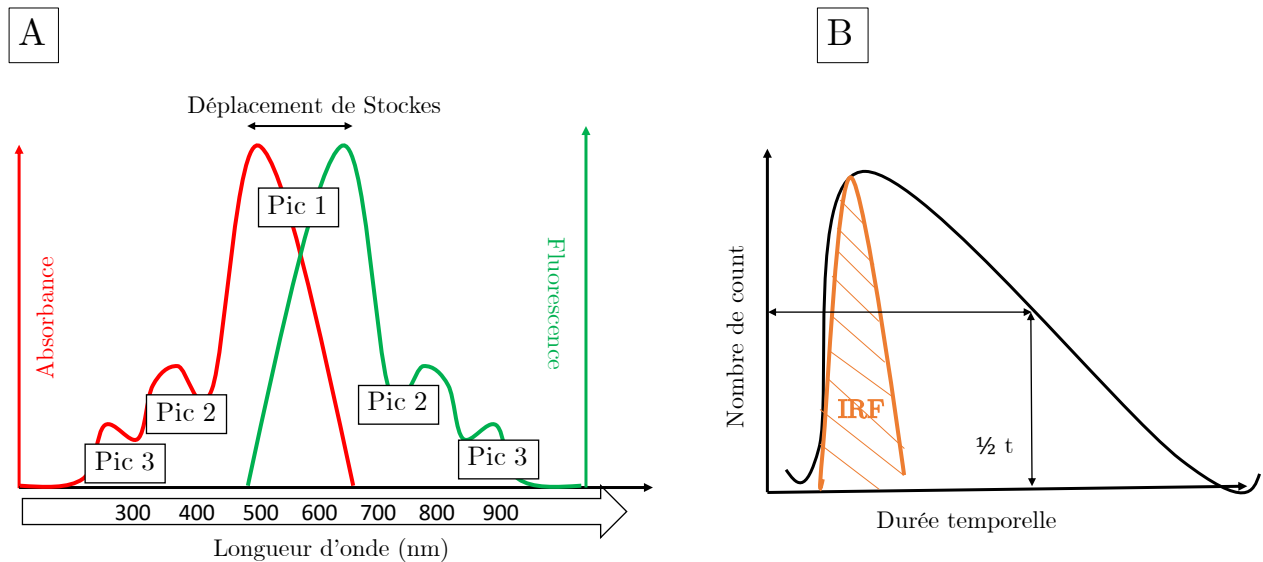 A
B
Déplacement de Stockes
Absorbance
Fluorescence
Pic 1
Pic 2
Pic 3
Pic 2
Pic 3
300 400 500 600 700 800 900
Longueur d'onde (nm)
Nombre de count
IRF
½ t
Durée temporelle